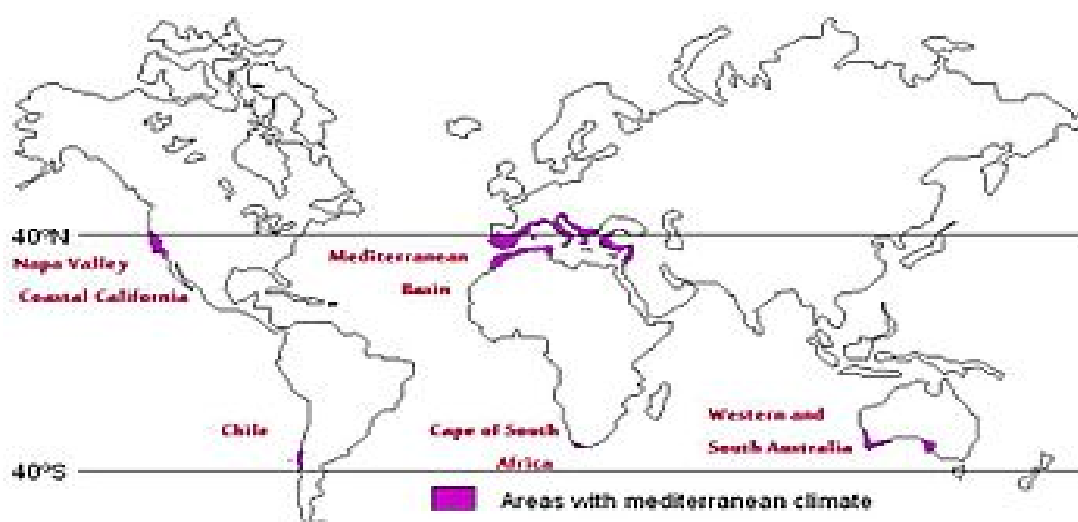 40°N
Napa Valley
Coastal California
Mediterranean
Basin
Chile
Cape of South
Africa
Western and
South Australia
40°S
Areas with mediterranean climate